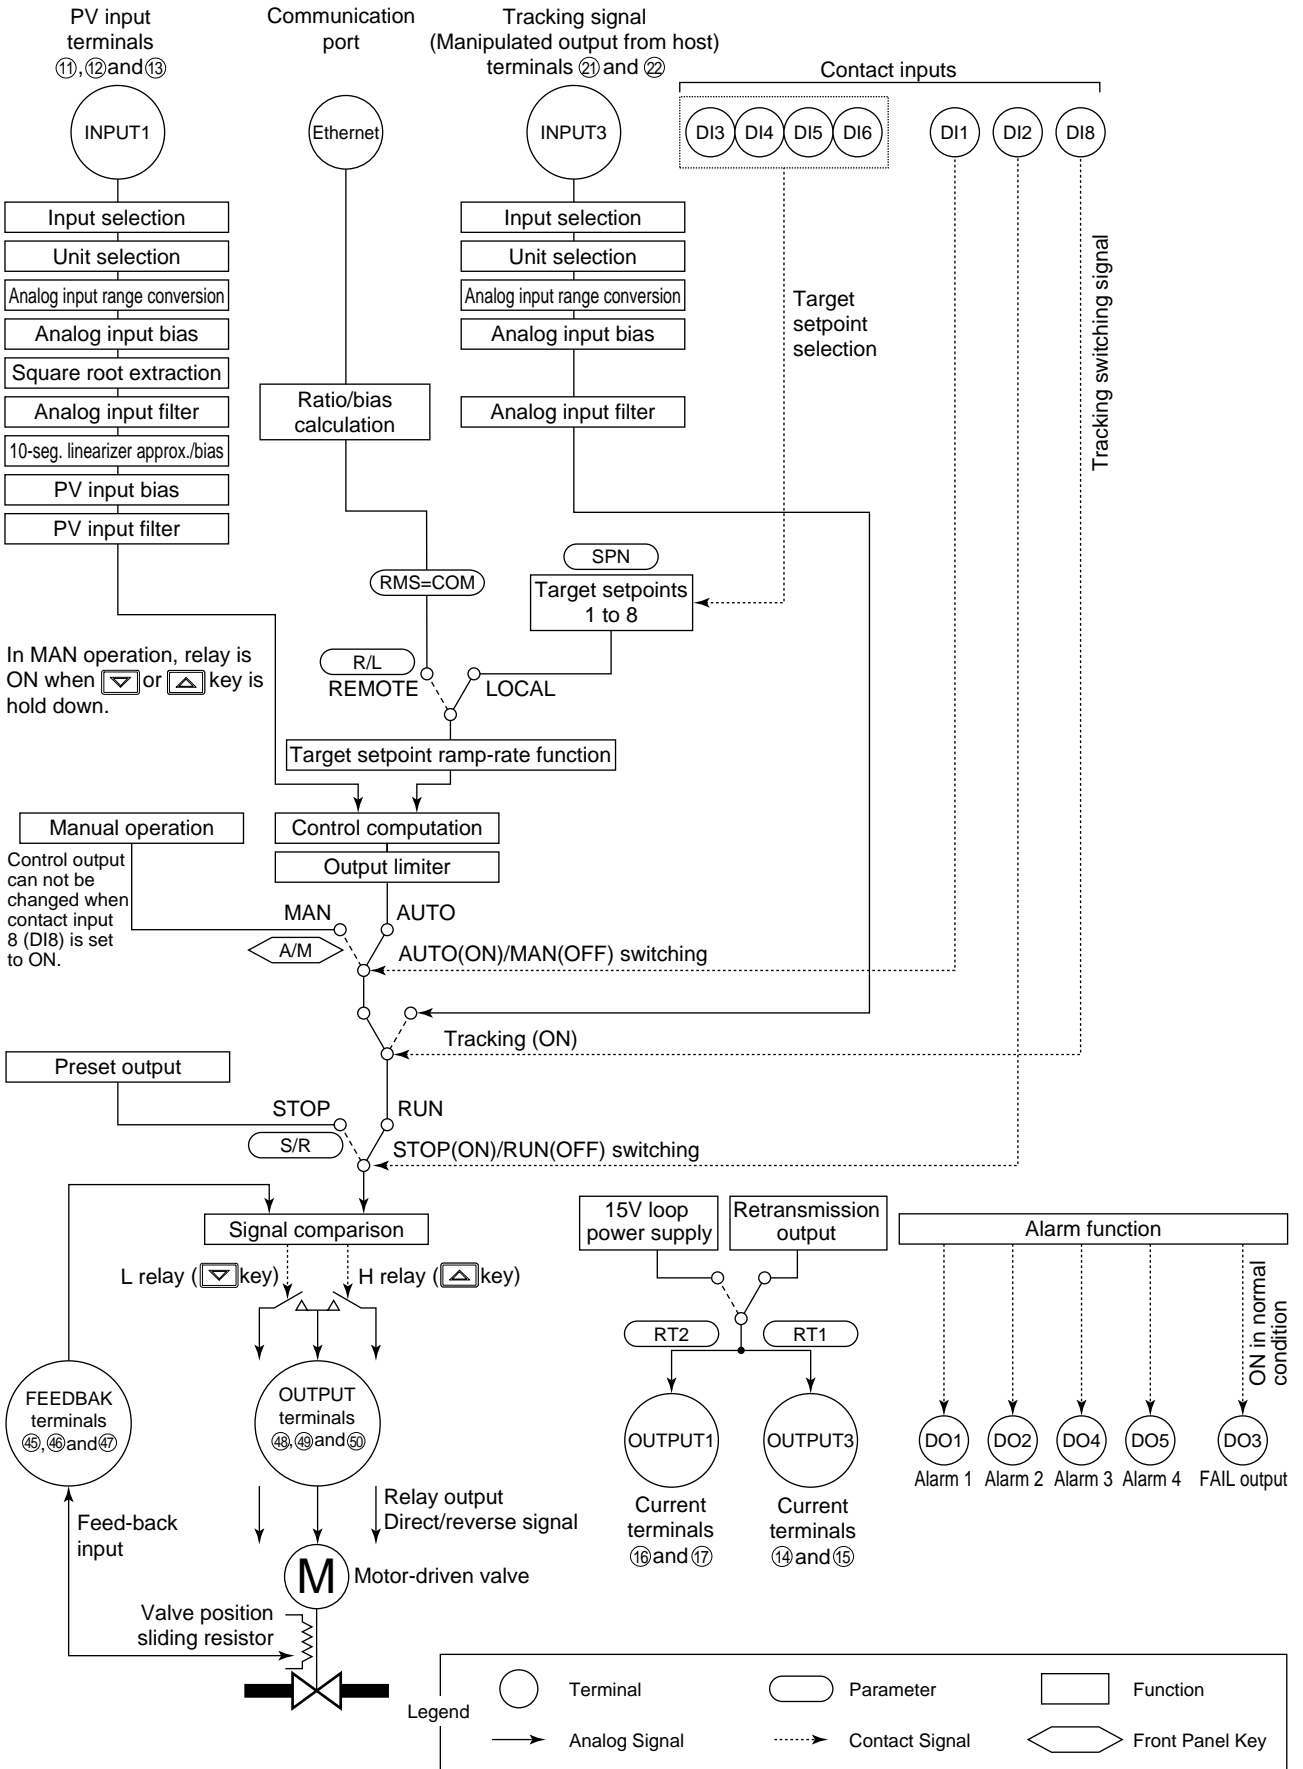 PV input
terminals
⑪,⑫and⑬
Communication
port
Tracking signal
(Manipulated output from host)
terminals ㉑ and ㉒
Contact inputs
INPUT1
Ethernet
INPUT3
DI3
DI4
DI5
DI6
DI1
DI2
DI8
Input selection
Unit selection
Analog input range conversion
Analog input bias
Square root extraction
Analog input filter
10-seg. linearizer approx./bias
PV input bias
PV input filter
Ratio/bias
calculation
Input selection
Unit selection
Analog input range conversion
Analog input bias
Analog input filter
Target
setpoint
selection
Tracking switching signal
RMS=COM
SPN
Target setpoints
1 to 8
In MAN operation, relay is
ON when ▽ or △ key is
hold down.
R/L
REMOTE
LOCAL
Target setpoint ramp-rate function
Manual operation
Control computation
Output limiter
Control output
can not be
changed when
contact input
8 (DI8) is set
to ON.
MAN
AUTO
A/M
AUTO(ON)/MAN(OFF) switching
Tracking (ON)
Preset output
STOP
RUN
S/R
STOP(ON)/RUN(OFF) switching
Signal comparison
L relay (▽key)
H relay (△key)
15V loop
power supply
Retransmission
output
Alarm function
RT2
RT1
ON in normal
condition
FEEDBAK
terminals
㊺,㊻and㊼
OUTPUT
terminals
㊽,㊾and㊿
OUTPUT1
OUTPUT3
DO1
DO2
DO4
DO5
DO3
Alarm 1
Alarm 2
Alarm 3
Alarm 4
FAIL output
Current
terminals
⑯and⑰
Current
terminals
⑭and⑮
Feed-back
input
Relay output
Direct/reverse signal
M
Motor-driven valve
Valve position
sliding resistor
Legend
Terminal
Parameter
Function
Analog Signal
Contact Signal
Front Panel Key